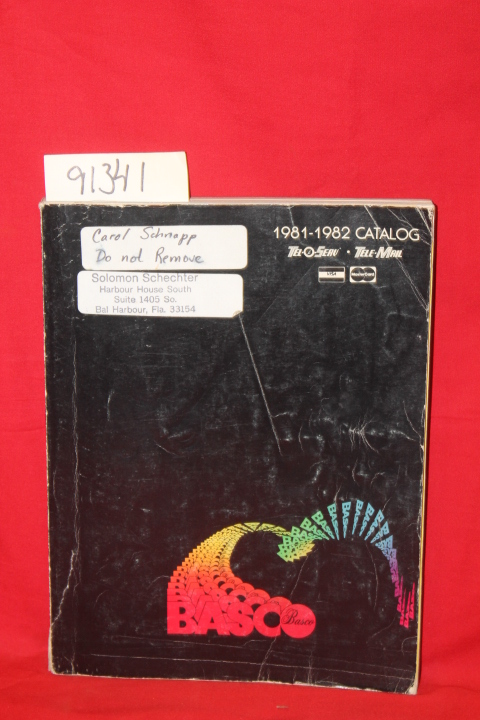 91341
Carol Schnapp
Do not Remove
Solomon Schechter
Harbour House South
Suite 1405 So.
Bal Harbour, Fla. 33154
1981-1982 CATALOG
TEL-O-SERV • TELE-MAIL
VISA MasterCard
BASCO
Basco